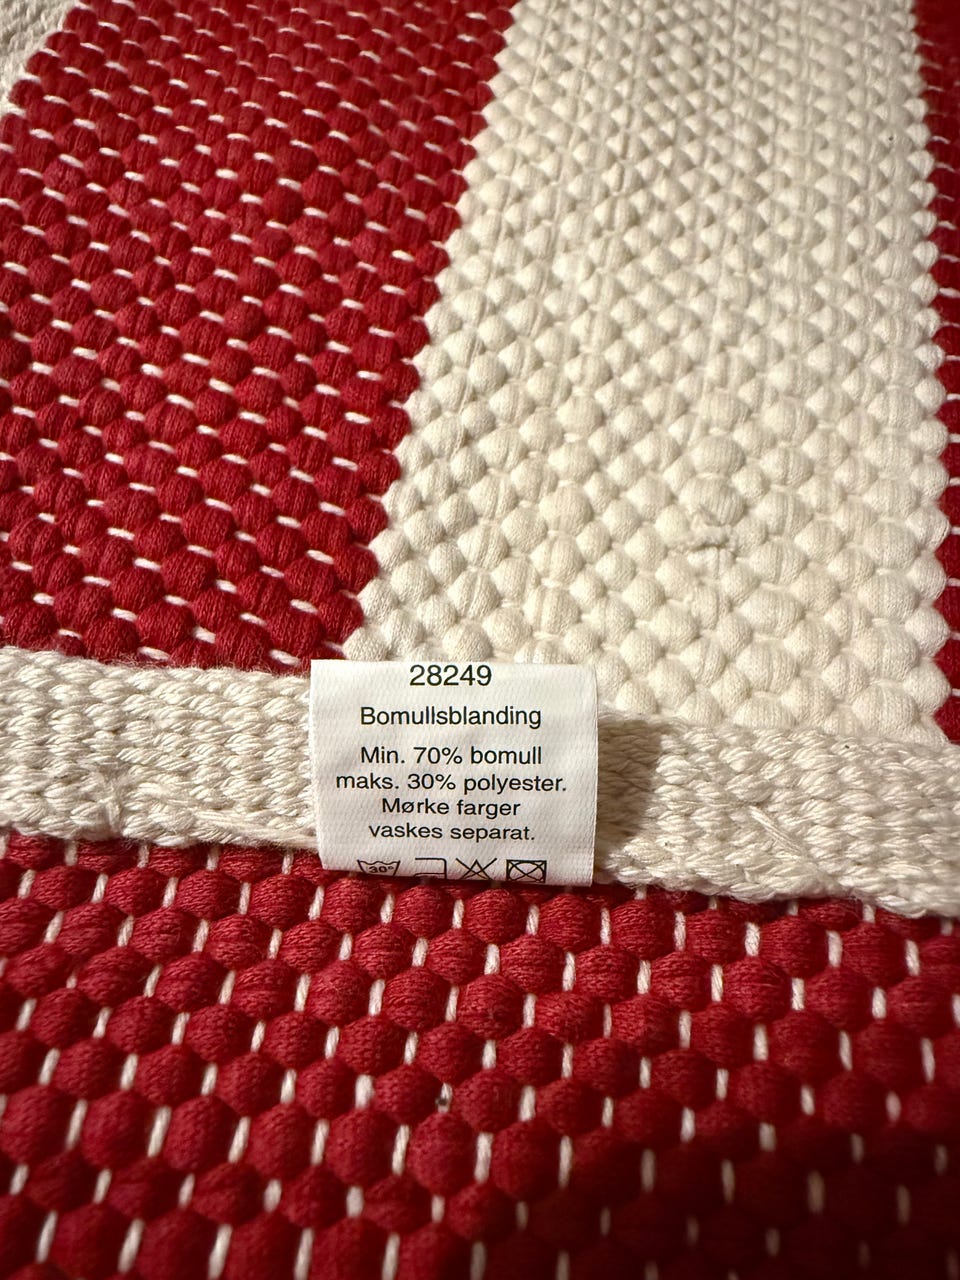 28249
Bomullsblanding
Min. 70% bomull
maks. 30% polyester.
Mørke farger
vaskes separat.
30°